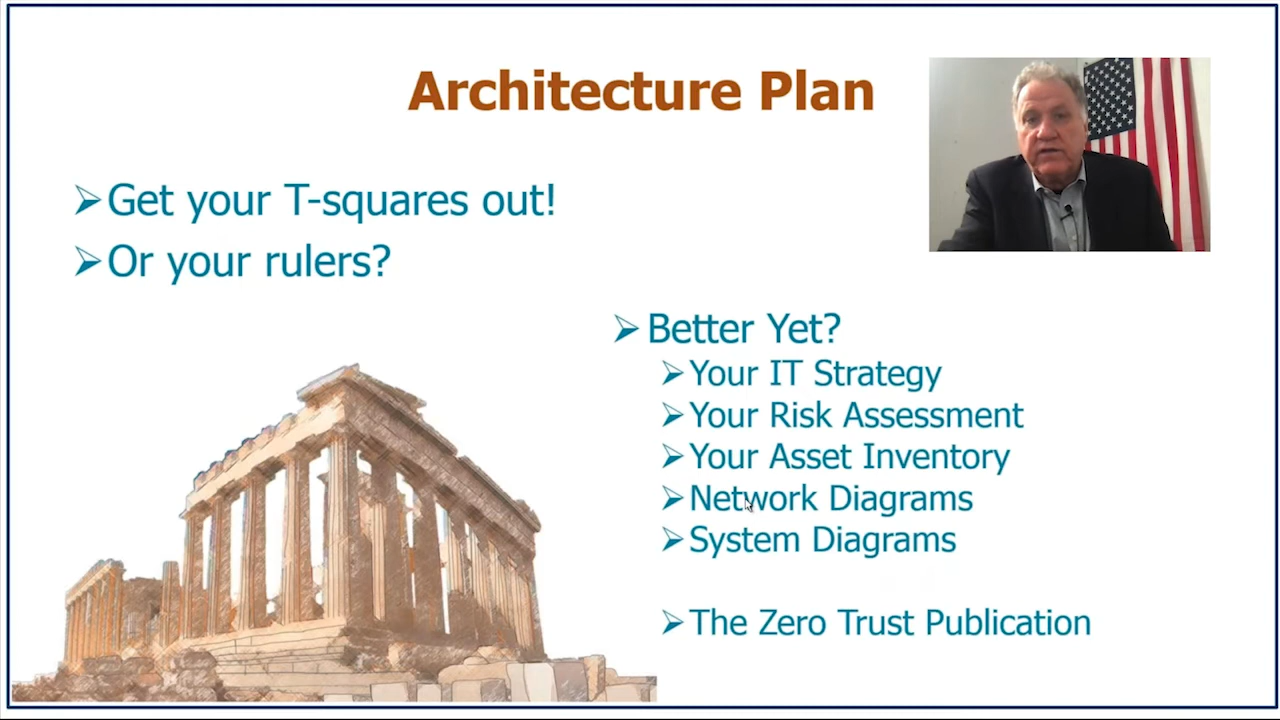 Architecture Plan
Get your T-squares out!
Or your rulers?
Better Yet?
Your IT Strategy
Your Risk Assessment
Your Asset Inventory
Network Diagrams
System Diagrams
The Zero Trust Publication